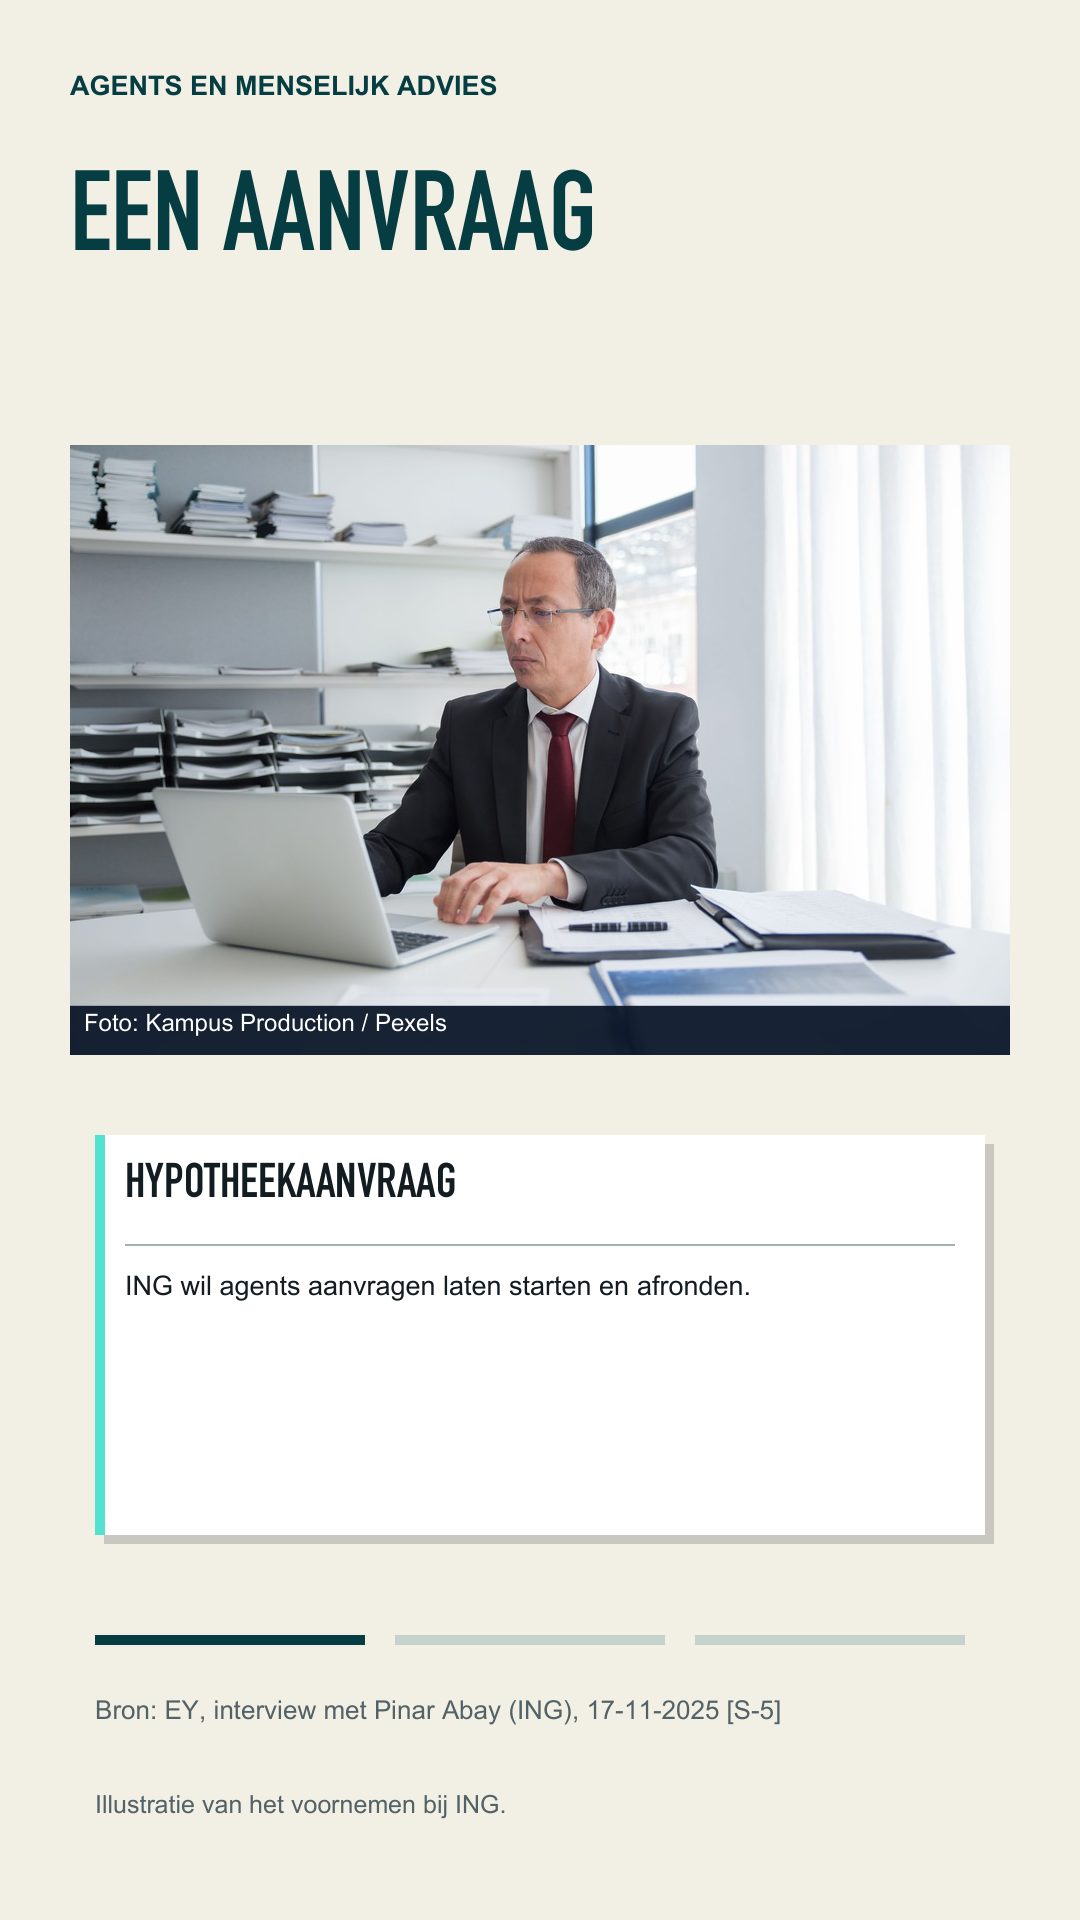 AGENTS EN MENSELIJK ADVIES
EEN AANVRAAG
Foto: Kampus Production / Pexels
HYPOTHEEKAANVRAAG
ING wil agents aanvragen laten starten en afronden.
Bron: EY, interview met Pinar Abay (ING), 17-11-2025 [S-5]
Illustratie van het voornemen bij ING.